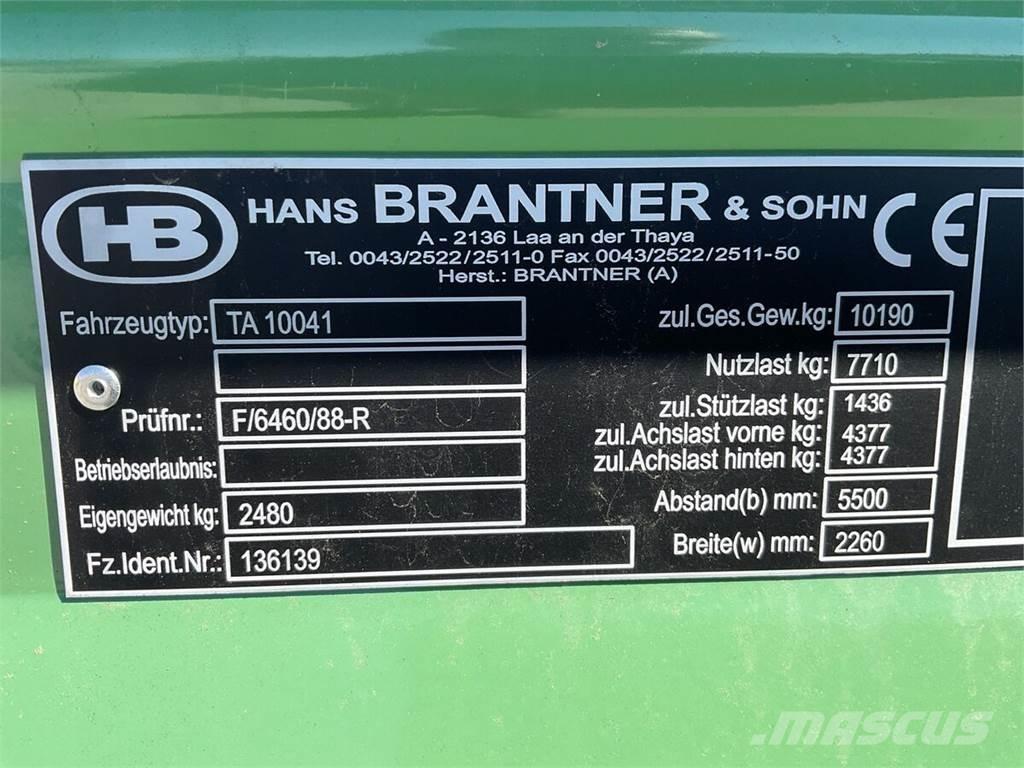 HB
HANS BRANTNER & SOHN CE
A - 2136 Laa an der Thaya
Tel. 0043/2522/2511-0 Fax 0043/2522/2511-50
Herst.: BRANTNER (A)
Fahrzeugtyp: TA 10041
Prüfnr.: F/6460/88-R
Betriebserlaubnis:
Eigengewicht kg: 2480
Fz.Ident.Nr.: 136139
zul.Ges.Gew.kg: 10190
Nutzlast kg: 7710
zul.Stützlast kg: 1436
zul.Achslast vorne kg: 4377
zul.Achslast hinten kg: 4377
Abstand(b) mm: 5500
Breite(w) mm: 2260
MASCUS